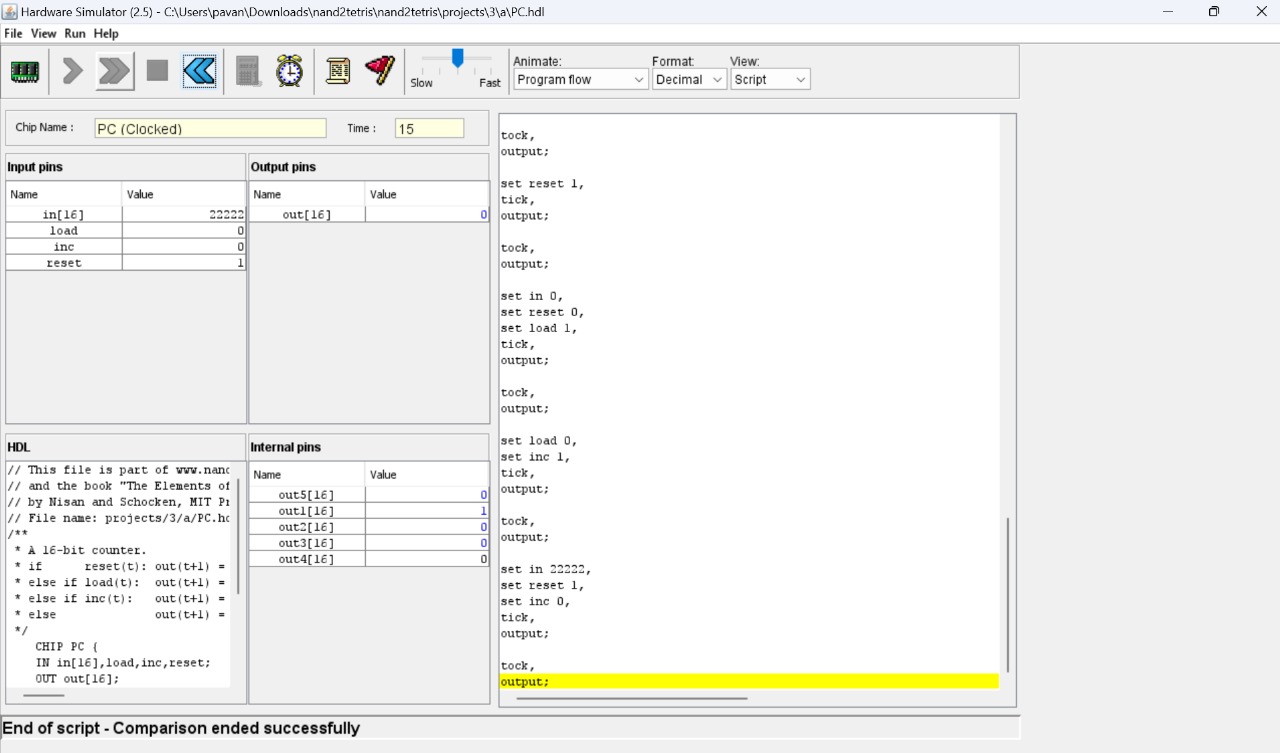 Hardware Simulator (2.5) - C:\Users\pavan\Downloads\nand2tetris\nand2tetris\projects\3\a\PC.hdl
File View Run Help
Slow Fast
Animate: Format: View:
Program flow Decimal Script
Chip Name : PC (Clocked) Time : 15
Input pins
Name Value
in[16] 22222
load 0
inc 0
reset 1
Output pins
Name Value
out[16] 0
HDL
// This file is part of www.nand
// and the book "The Elements of
// by Nisan and Schocken, MIT Pr
// File name: projects/3/a/PC.hd
/**
* A 16-bit counter.
* if reset(t): out(t+1) =
* else if load(t): out(t+1) =
* else if inc(t): out(t+1) =
* else out(t+1) =
*/
CHIP PC {
IN in[16],load,inc,reset;
OUT out[16];
Internal pins
Name Value
out5[16] 0
out1[16] 1
out2[16] 0
out3[16] 0
out4[16] 0
tock,
output;
set reset 1,
tick,
output;
tock,
output;
set in 0,
set reset 0,
set load 1,
tick,
output;
tock,
output;
set load 0,
set inc 1,
tick,
output;
tock,
output;
set in 22222,
set reset 1,
set inc 0,
tick,
output;
tock,
output;
End of script - Comparison ended successfully